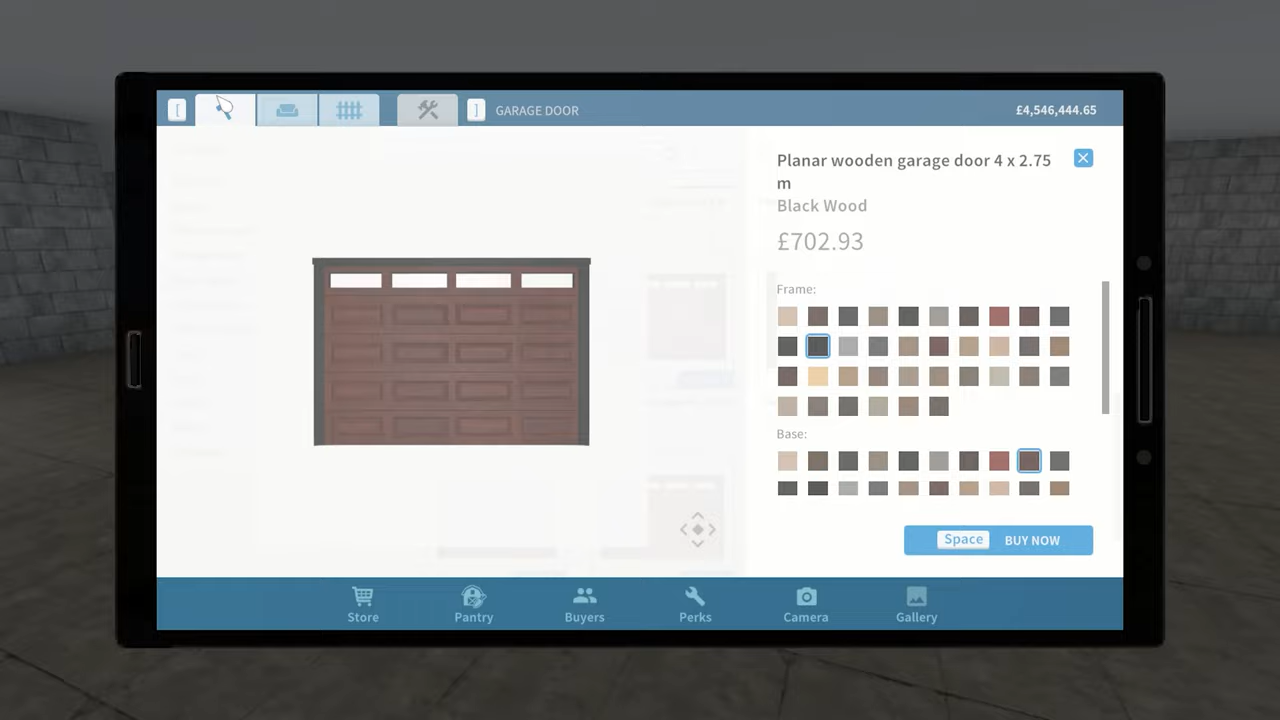 [
]
GARAGE DOOR
£4,546,444.65
Planar wooden garage door 4 x 2.75
m
Black Wood
£702.93
Frame:
Base:
Space
BUY NOW
Store
Pantry
Buyers
Perks
Camera
Gallery